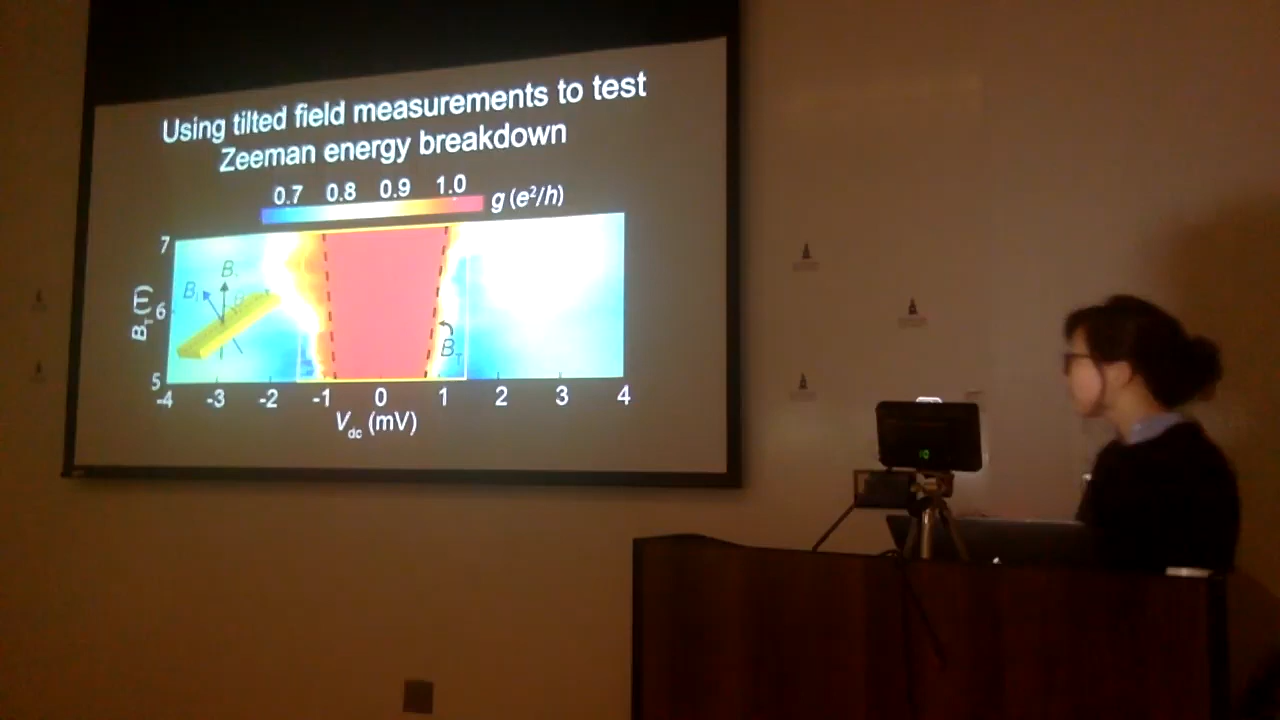 Using tilted field measurements to test
Zeeman energy breakdown
0.7 0.8 0.9 1.0
g (e²/h)
7
6
5
B_T(T)
B
B
B_T
-4 -3 -2 -1 0 1 2 3 4
V_dc (mV)